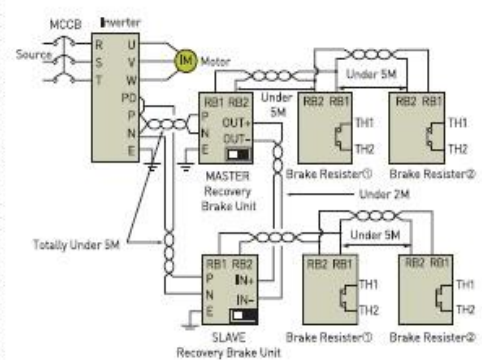 MCCB
Inverter
Source
R
S
T
U
V
W
PD
P
N
E
IM
Motor
RB1 RB2
P
N
E
OUT+
OUT-
MASTER
Recovery
Brake Unit
Under
5M
Under 5M
RB2 RB1
TH1
TH2
Brake Resister①
RB2 RB1
TH1
TH2
Brake Resister②
Under 2M
Totally Under 5M
RB1 RB2
P
N
E
IN+
IN-
SLAVE
Recovery Brake Unit
Under 5M
RB2 RB1
TH1
TH2
Brake Resister①
RB2 RB1
TH1
TH2
Brake Resister②